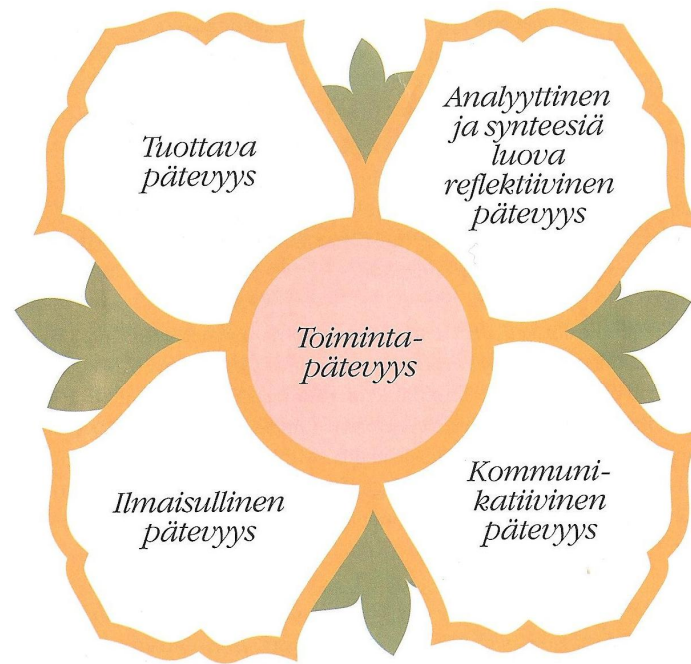 Tuottava
pätevyys
Analyyttinen
ja synteesiä
luova
reflektiivinen
pätevyys
Toiminta-
pätevyys
Ilmaisullinen
pätevyys
Kommuni-
katiivinen
pätevyys